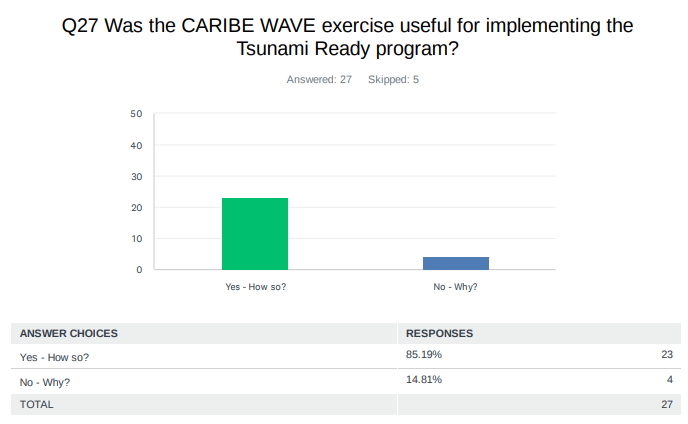 Q27 Was the CARIBE WAVE exercise useful for implementing the
Tsunami Ready program?
Answered: 27 Skipped: 5
50
40
30
20
10
0
Yes - How so? No - Why?
ANSWER CHOICES RESPONSES
Yes - How so? 85.19% 23
No - Why? 14.81% 4
TOTAL 27